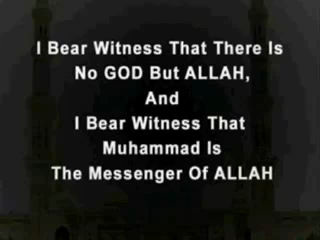 I Bear Witness That There Is
No GOD But ALLAH,
And
I Bear Witness That
Muhammad Is
The Messenger Of ALLAH